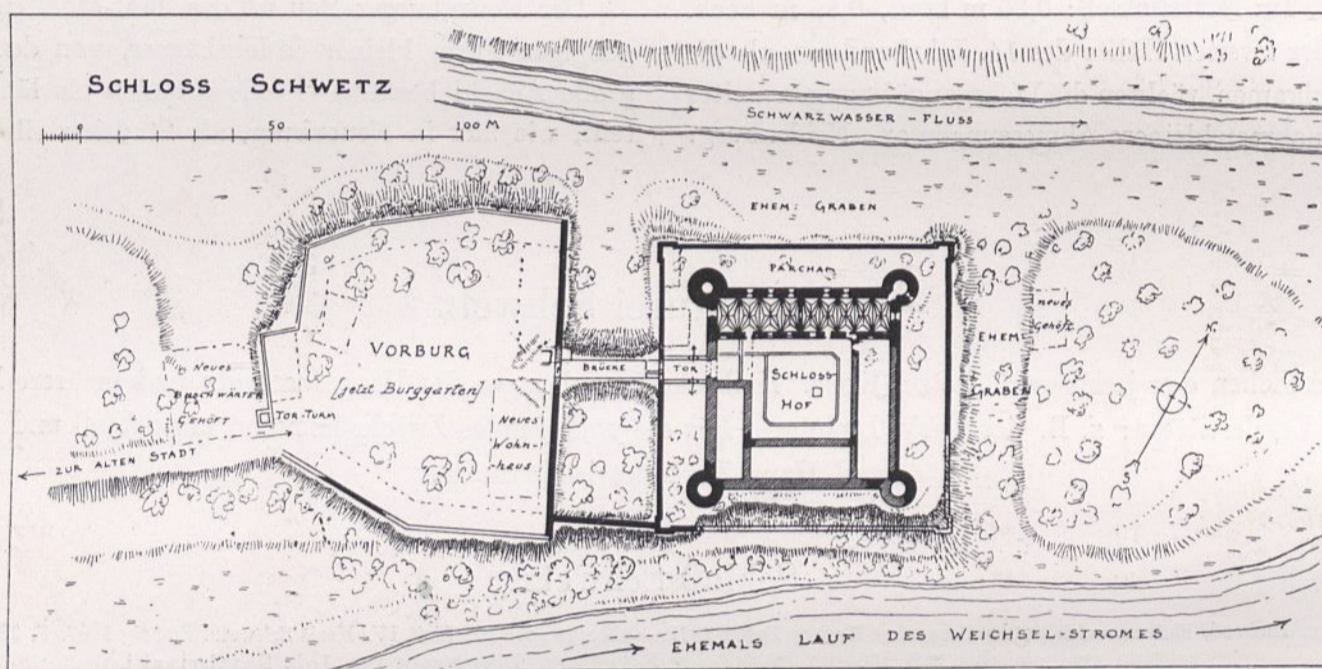 SCHLOSS SCHWETZ
0 50 100 M
SCHWARZWASSER - FLUSS
EHEM: GRABEN
PARCHAM
VORBURG
[jetzt Burggarten]
BRÜCKE
TOR
SCHLOSS
HOF
Neues
Wohn-
haus
NEUES
GEHÖFT
TOR-TURM
ZUR ALTEN STADT
EHEM:
GRABEN
neues
Gehöft
N.
S.
EHEMALS LAUF DES WEICHSEL-STROMES